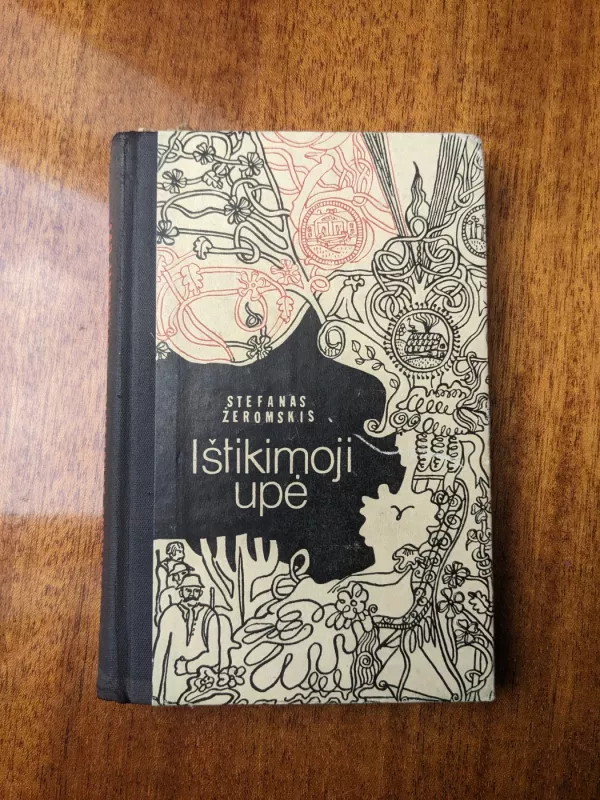 STEFANAS
ŽEROMSKIS
Ištikimoji
upė